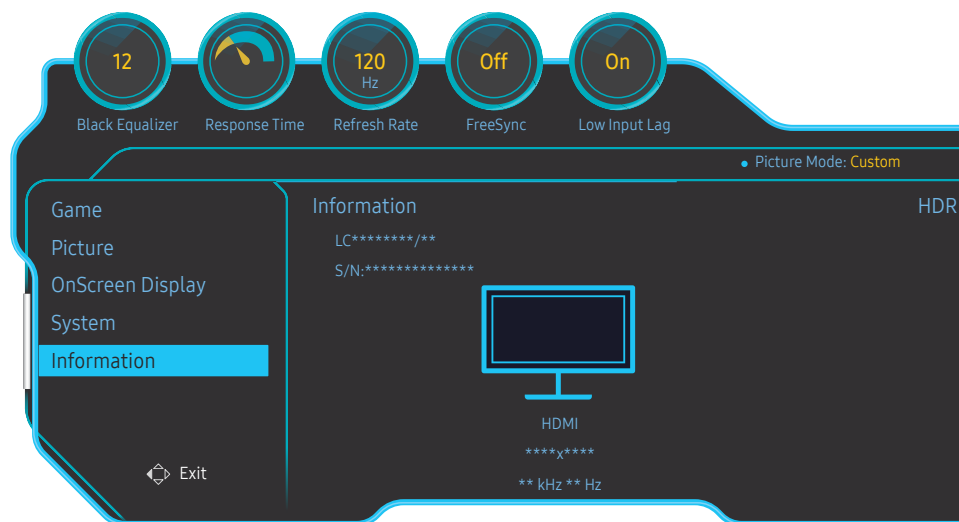 12
120
Hz
Off
On
Black Equalizer
Response Time
Refresh Rate
FreeSync
Low Input Lag
Picture Mode: Custom
Game
Picture
OnScreen Display
System
Information
Exit
Information
HDR
LC********/**
S/N:**************
HDMI
****x****
** kHz ** Hz